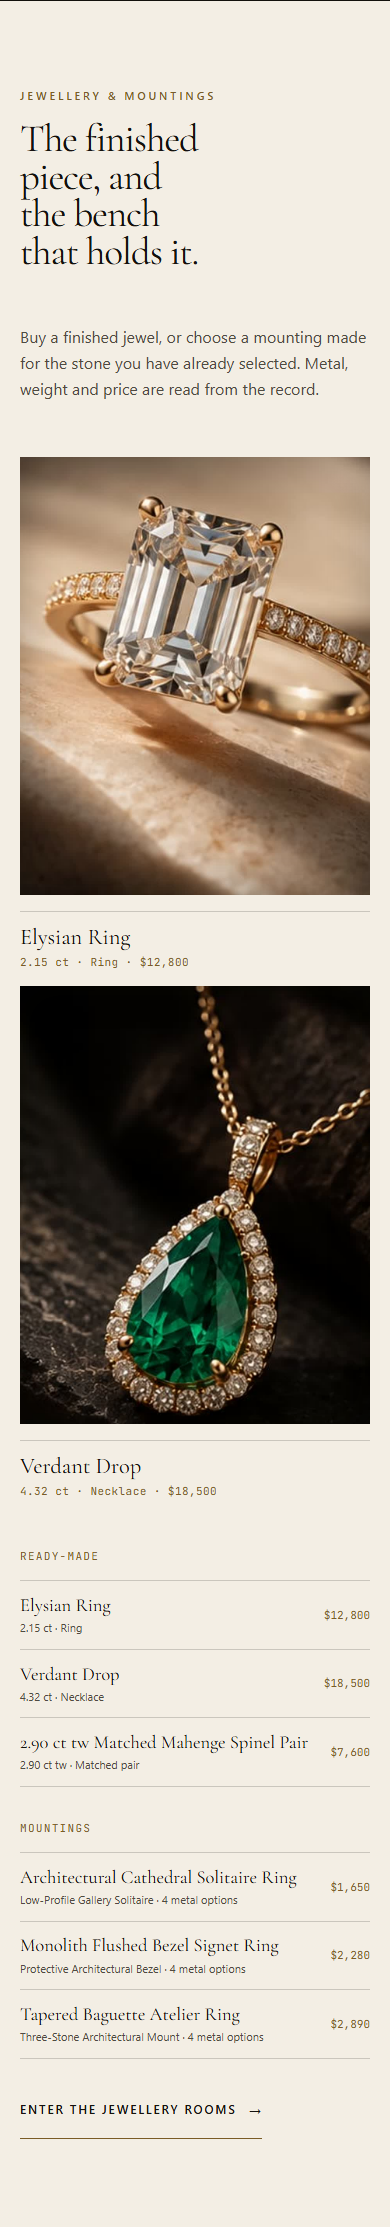 JEWELLERY & MOUNTINGS
The finished
piece, and
the bench
that holds it.
Buy a finished jewel, or choose a mounting made
for the stone you have already selected. Metal,
weight and price are read from the record.
Elysian Ring
2.15 ct · Ring · $12,800
Verdant Drop
4.32 ct · Necklace · $18,500
READY-MADE
Elysian Ring
2.15 ct · Ring
$12,800
Verdant Drop
4.32 ct · Necklace
$18,500
2.90 ct tw Matched Mahenge Spinel Pair
2.90 ct tw · Matched pair
$7,600
MOUNTINGS
Architectural Cathedral Solitaire Ring
Low-Profile Gallery Solitaire · 4 metal options
$1,650
Monolith Flushed Bezel Signet Ring
Protective Architectural Bezel · 4 metal options
$2,280
Tapered Baguette Atelier Ring
Three-Stone Architectural Mount · 4 metal options
$2,890
ENTER THE JEWELLERY ROOMS →